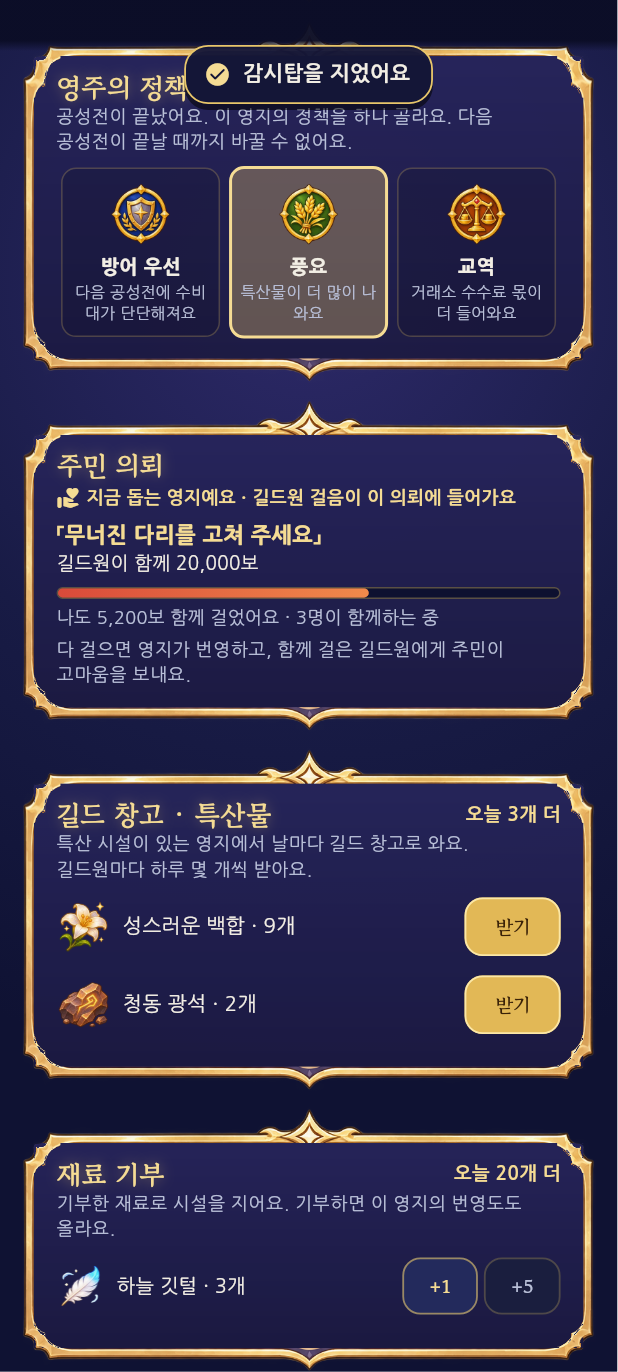 감시탑을 지었어요
영주의 정책
공성전이 끝났어요. 이 영지의 정책을 하나 골라요. 다음
공성전이 끝날 때까지 바꿀 수 없어요.
방어 우선
다음 공성전에 수비
대가 단단해져요
풍요
특산물이 더 많이 나
와요
교역
거래소 수수료 몫이
더 들어와요
주민 의뢰
지금 돕는 영지예요 · 길드원 걸음이 이 의뢰에 들어가요
「무너진 다리를 고쳐 주세요」
길드원이 함께 20,000보
나도 5,200보 함께 걸었어요 · 3명이 함께하는 중
다 걸으면 영지가 번영하고, 함께 걸은 길드원에게 주민이
고마움을 보내요.
길드 창고 · 특산물
오늘 3개 더
특산 시설이 있는 영지에서 날마다 길드 창고로 와요.
길드원마다 하루 몇 개씩 받아요.
성스러운 백합 · 9개
받기
청동 광석 · 2개
받기
재료 기부
오늘 20개 더
기부한 재료로 시설을 지어요. 기부하면 이 영지의 번영도도
올라요.
하늘 깃털 · 3개
+1
+5